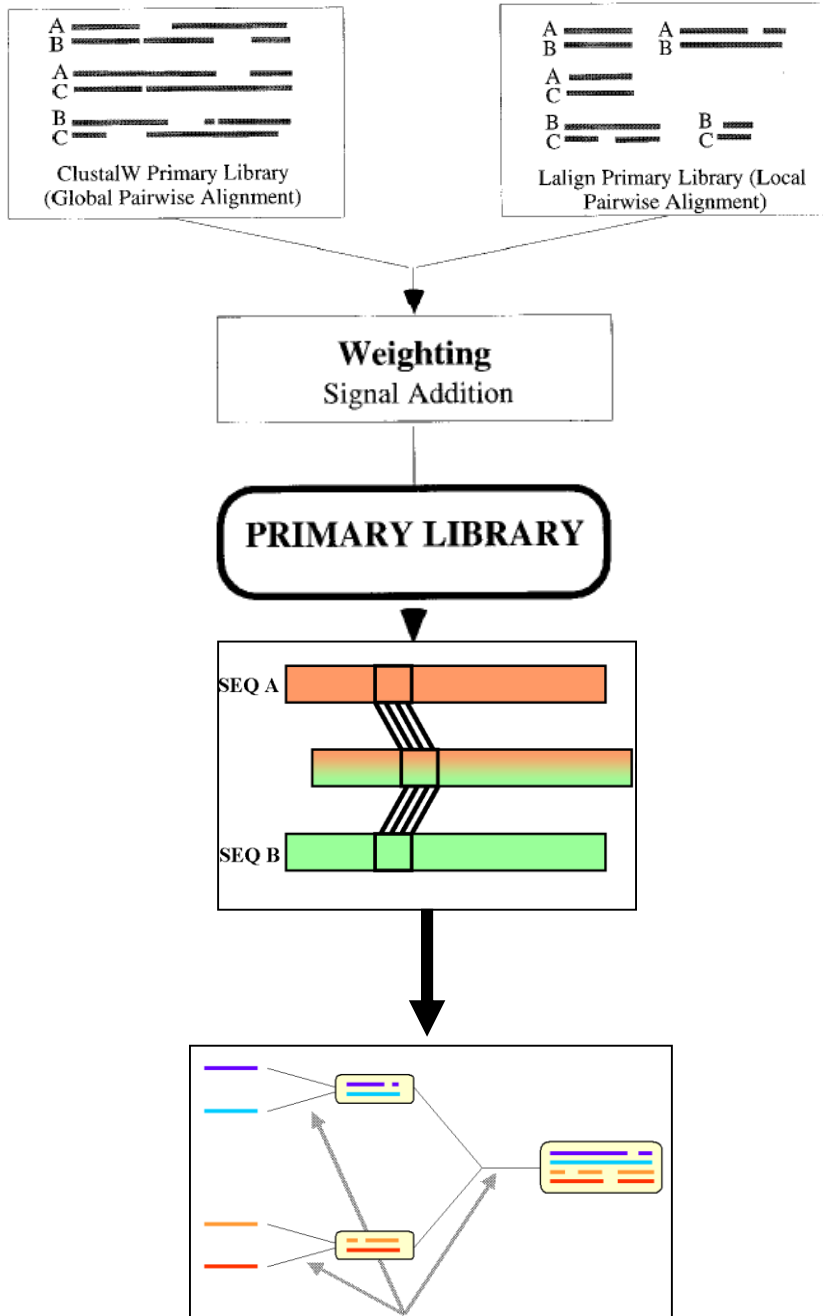 A
B
A
C
B
C
ClustalW Primary Library
(Global Pairwise Alignment)
A
B
A
B
A
C
B
C
B
C
Lalign Primary Library (Local
Pairwise Alignment)
Weighting
Signal Addition
PRIMARY LIBRARY
SEQ A
SEQ B